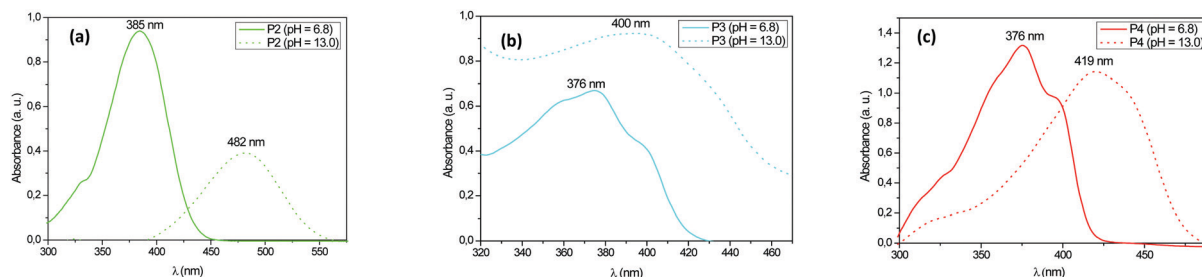 (a)
385 nm
482 nm
P2 (pH = 6.8)
P2 (pH = 13.0)
Absorbance (a. u.)
1,0
0,8
0,6
0,4
0,2
0,0
300 350 400 450 500 550
λ (nm)
(b)
400 nm
376 nm
P3 (pH = 6.8)
P3 (pH = 13.0)
Absorbance (a. u.)
1,0
0,8
0,6
0,4
0,2
0,0
320 340 360 380 400 420 440 460
λ (nm)
(c)
376 nm
419 nm
P4 (pH = 6.8)
P4 (pH = 13.0)
Absorbance (a. u.)
1,4
1,2
1,0
0,8
0,6
0,4
0,2
0,0
300 350 400 450
λ (nm)